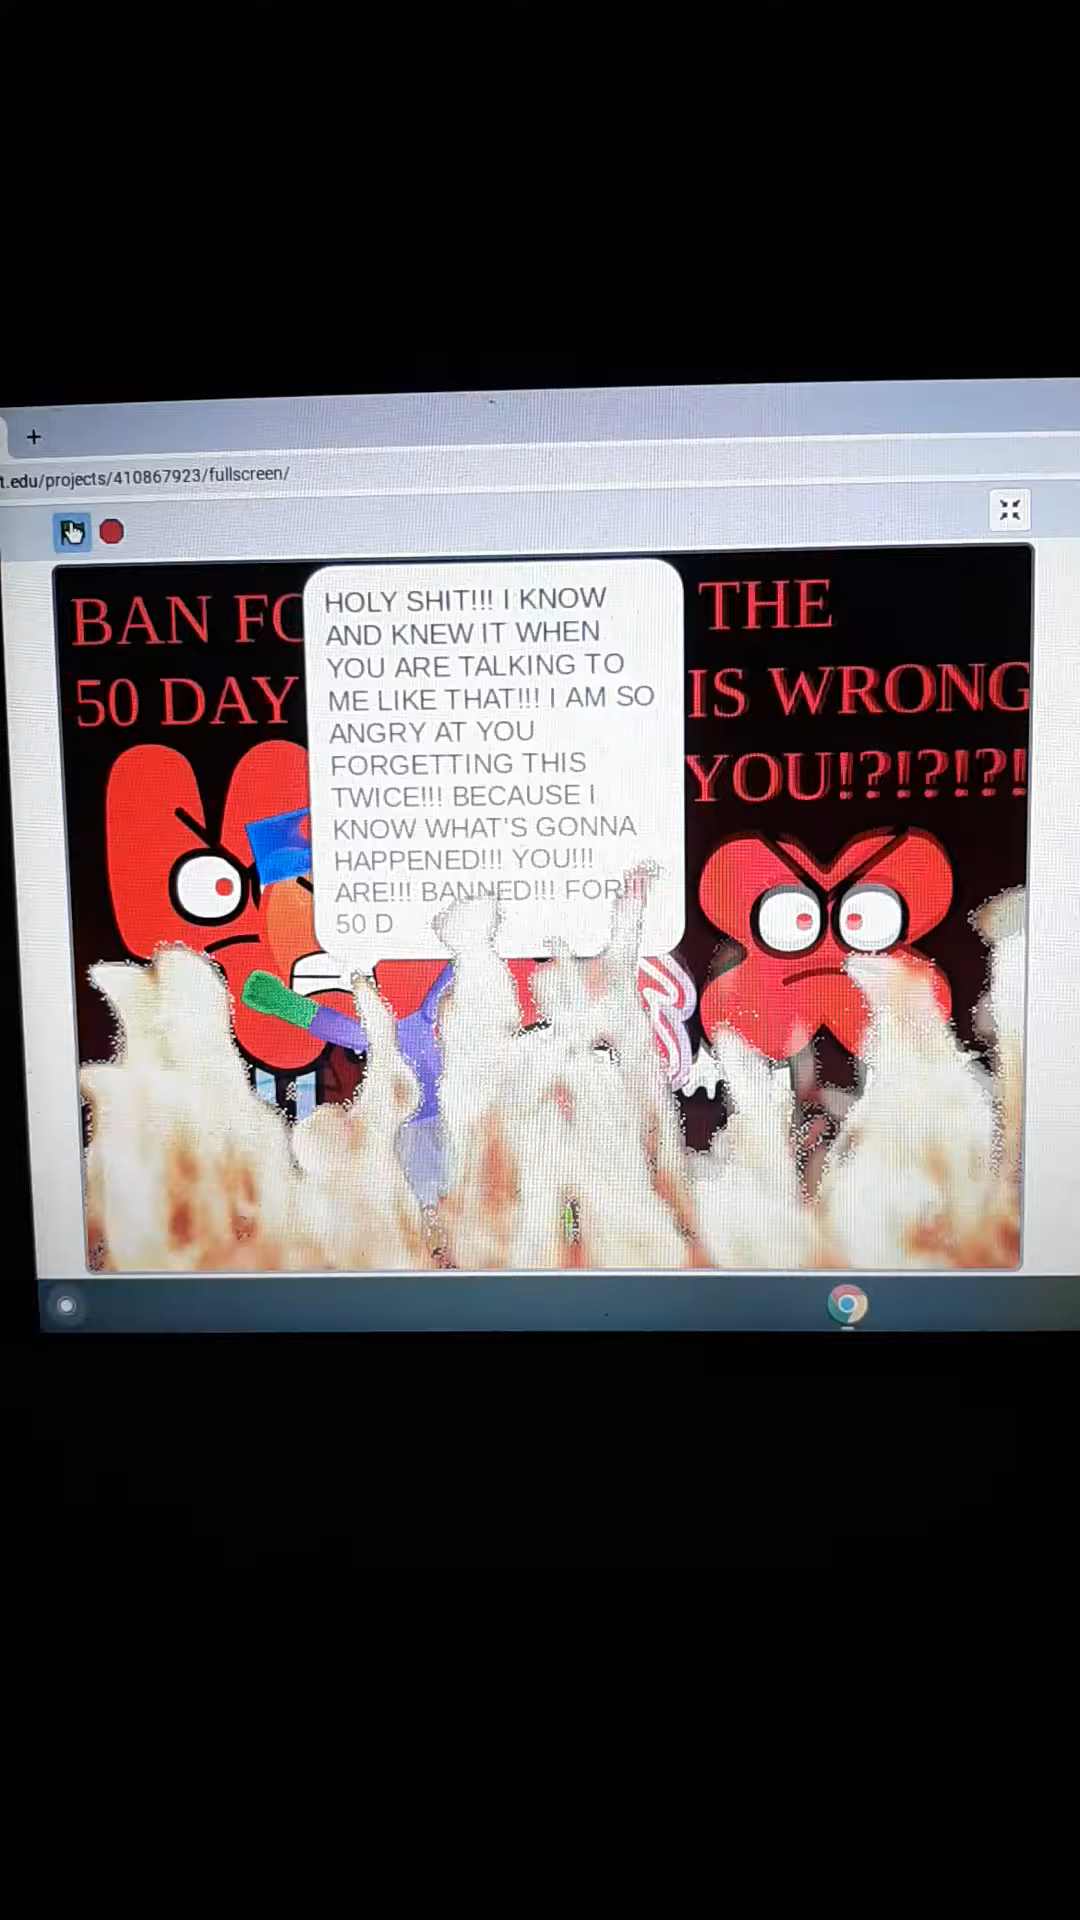 +
t.edu/projects/410867923/fullscreen/
BAN FO
50 DAY
HOLY SHIT!!! I KNOW
AND KNEW IT WHEN
YOU ARE TALKING TO
ME LIKE THAT!!! I AM SO
ANGRY AT YOU
FORGETTING THIS
TWICE!!! BECAUSE I
KNOW WHAT'S GONNA
HAPPENED!!! YOU!!!
ARE!!! BANNED!!! FOR!!!
50 D
THE
IS WRONG
YOU!?!?!?!